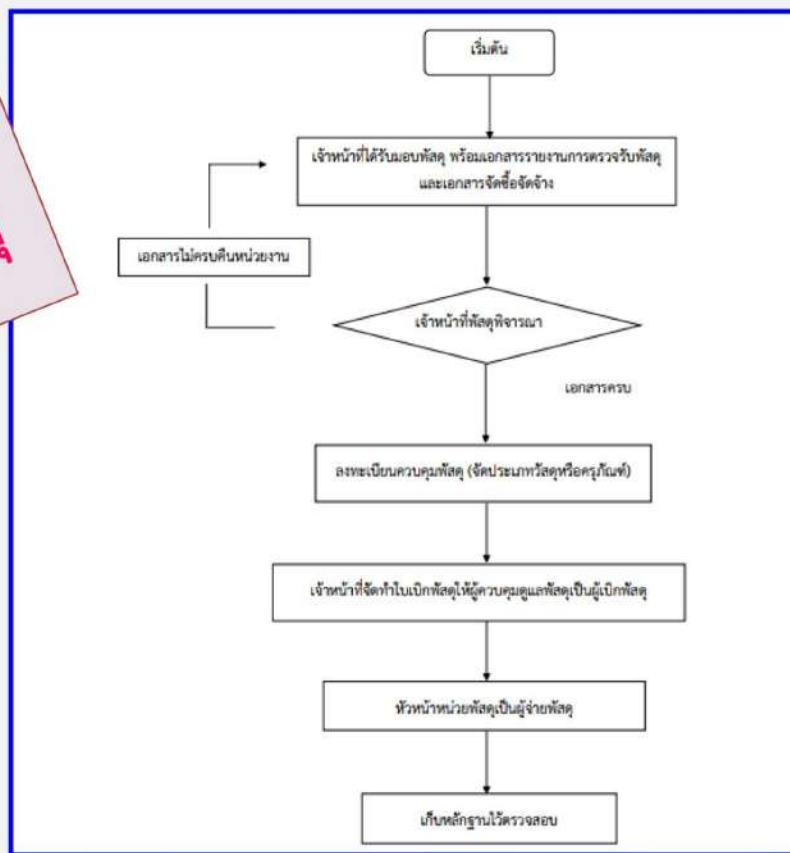 เริ่มต้น
เจ้าหน้าที่ได้รับมอบพัสดุ พร้อมเอกสารรายงานการตรวจรับพัสดุ
และเอกสารจัดซื้อจัดจ้าง
เอกสารไม่ครบคืนหน่วยงาน
เจ้าหน้าที่พัสดุพิจารณา
เอกสารครบ
ลงทะเบียนควบคุมพัสดุ (จัดประเภทวัสดุหรือครุภัณฑ์)
เจ้าหน้าที่จัดทำใบเบิกพัสดุให้ผู้ควบคุมดูแลพัสดุเป็นผู้เบิกพัสดุ
หัวหน้าหน่วยพัสดุเป็นผู้จ่ายพัสดุ
เก็บหลักฐานไว้ตรวจสอบ